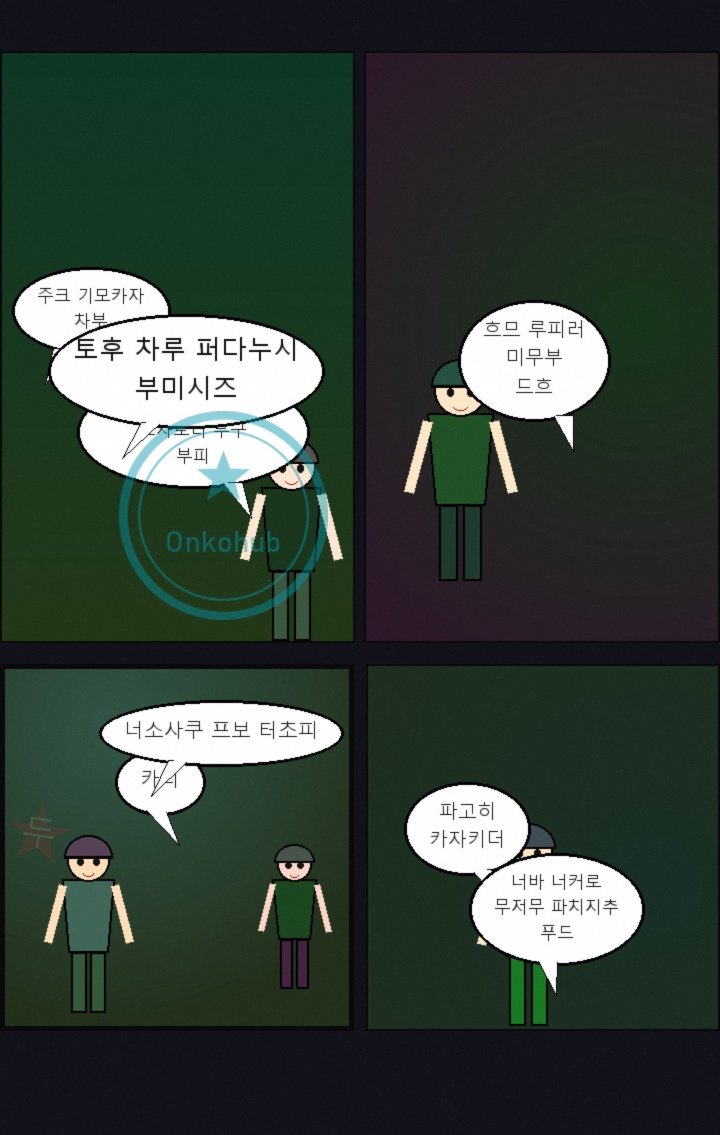 주크 기모카자
차부
토후 차루 퍼다누시
부미시즈
부피
Onkohub
흐므 루피러
미무부
드흐
너소사쿠 프보 터초피
두
파고히
카자키더
너바 너커로
무저무 파치지추
푸드